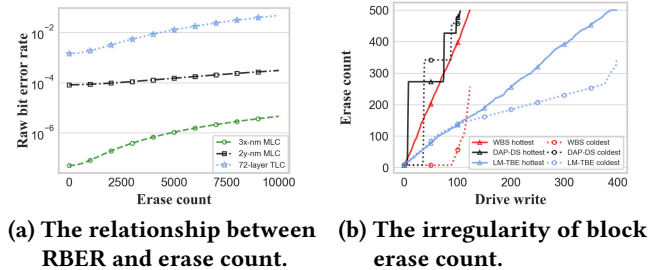 Raw bit error rate
10⁻²
10⁻⁴
10⁻⁶
0 2500 5000 7500 10000
Erase count
3x-nm MLC
2y-nm MLC
72-layer TLC
(a) The relationship between
RBER and erase count.
Erase count
500
400
300
200
100
0
0 100 200 300 400
Drive write
WBS hottest
DAP-DS hottest
LM-TBE hottest
WBS coldest
DAP-DS coldest
LM-TBE coldest
(b) The irregularity of block
erase count.